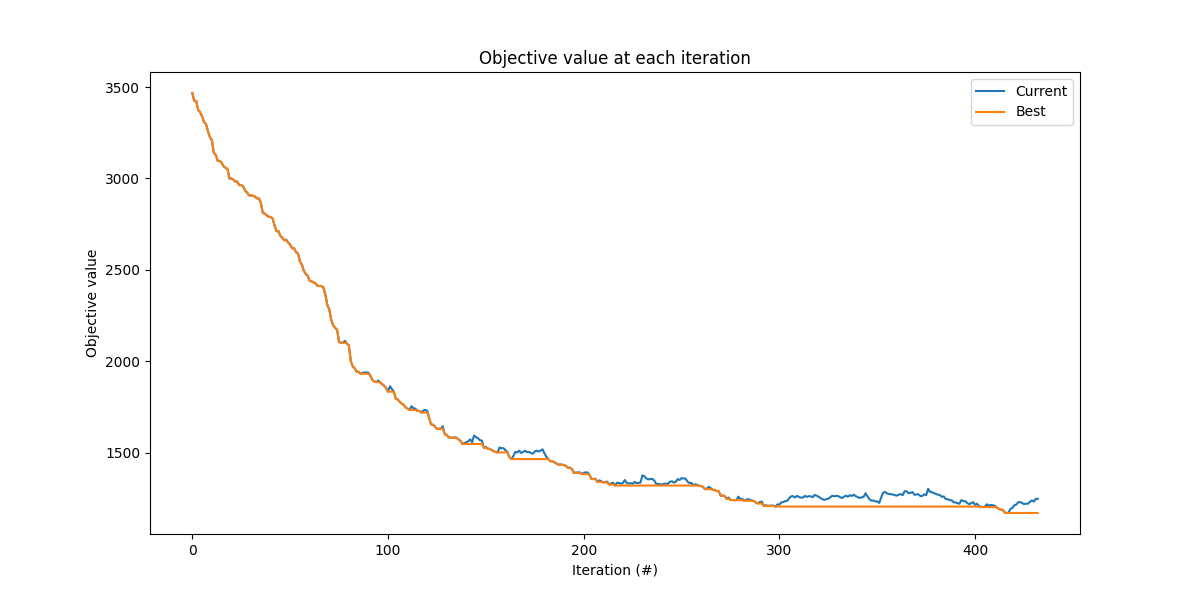 Objective value at each iteration
Current
Best
Objective value
3500
3000
2500
2000
1500
0 100 200 300 400
Iteration (#)